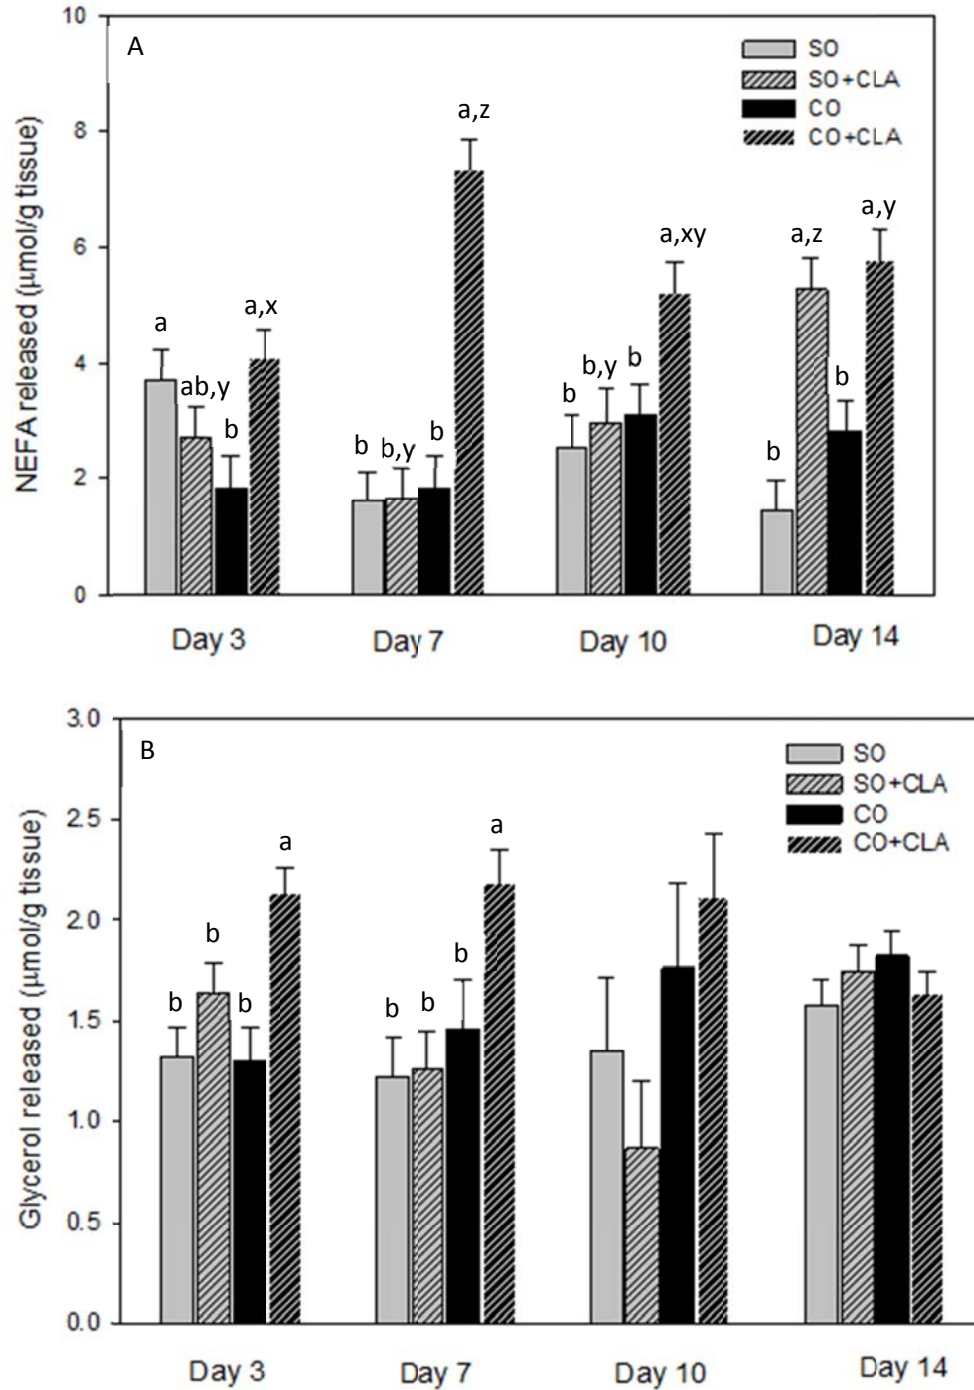 A
SO
SO+CLA
CO
CO+CLA
NEFA released (μmol/g tissue)
10
8
6
4
2
0
a
ab,y
b
a,x
b
b,y
b
a,z
b
b,y
b
a,xy
b
a,z
b
a,y
Day 3
Day 7
Day 10
Day 14
B
SO
SO+CLA
CO
CO+CLA
Glycerol released (μmol/g tissue)
3.0
2.5
2.0
1.5
1.0
0.5
0.0
b
b
b
a
b
b
b
a
Day 3
Day 7
Day 10
Day 14